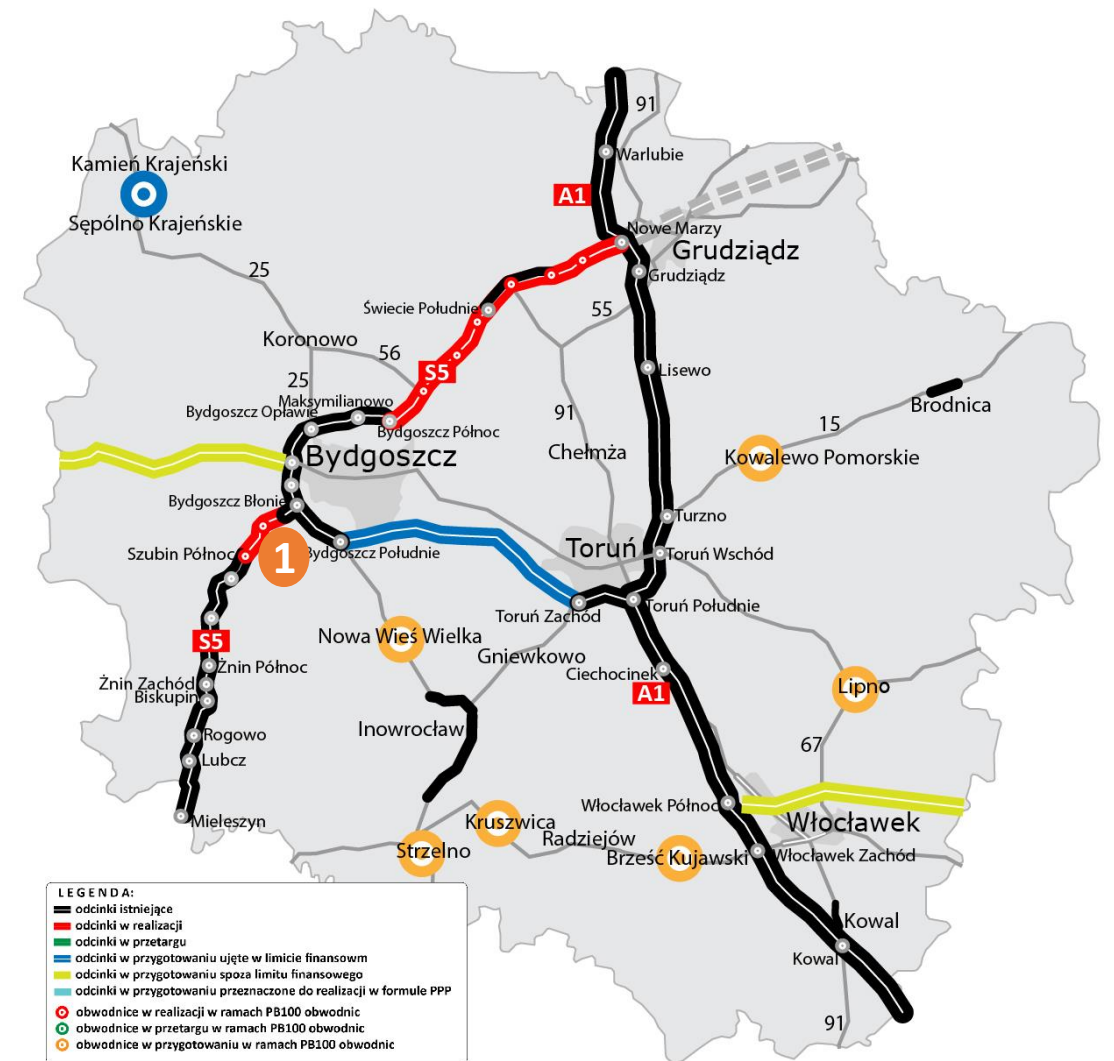 91
Kamień Krajeński
Warlubie
A1
Sępólno Krajeńskie
Nowe Marzy
Grudziądz
25
Grudziądz
Świecie Południe
55
Koronowo
56
Lisewo
S5
25
Maksymilianowo
Brodnica
Bydgoszcz Opławie
91
15
Bydgoszcz Północ
Chełmża
Bydgoszcz
Kowalewo Pomorskie
Bydgoszcz Błonie
Turzno
Szubin Północ
1
Bydgoszcz Południe
Toruń
Toruń Wschód
Toruń Zachód
Toruń Południe
S5
Nowa Wieś Wielka
Gniewkowo
Żnin Północ
Ciechocinek
Żnin Zachód
A1
Lipno
Biskupin
Inowrocław
Rogowo
67
Lubcz
Włocławek Północ
Mieleszyn
Kruszwica
Włocławek
Radziejów
Strzelno
Brześć Kujawski
Włocławek Zachód
Kowal
Kowal
91
LEGENDA:
odcinki istniejące
odcinki w realizacji
odcinki w przetargu
odcinki w przygotowaniu ujęte w limicie finansowm
odcinki w przygotowaniu spoza limitu finansowego
odcinki w przygotowaniu przeznaczone do realizacji w formule PPP
obwodnice w realizacji w ramach PB100 obwodnic
obwodnice w przetargu w ramach PB100 obwodnic
obwodnice w przygotowaniu w ramach PB100 obwodnic